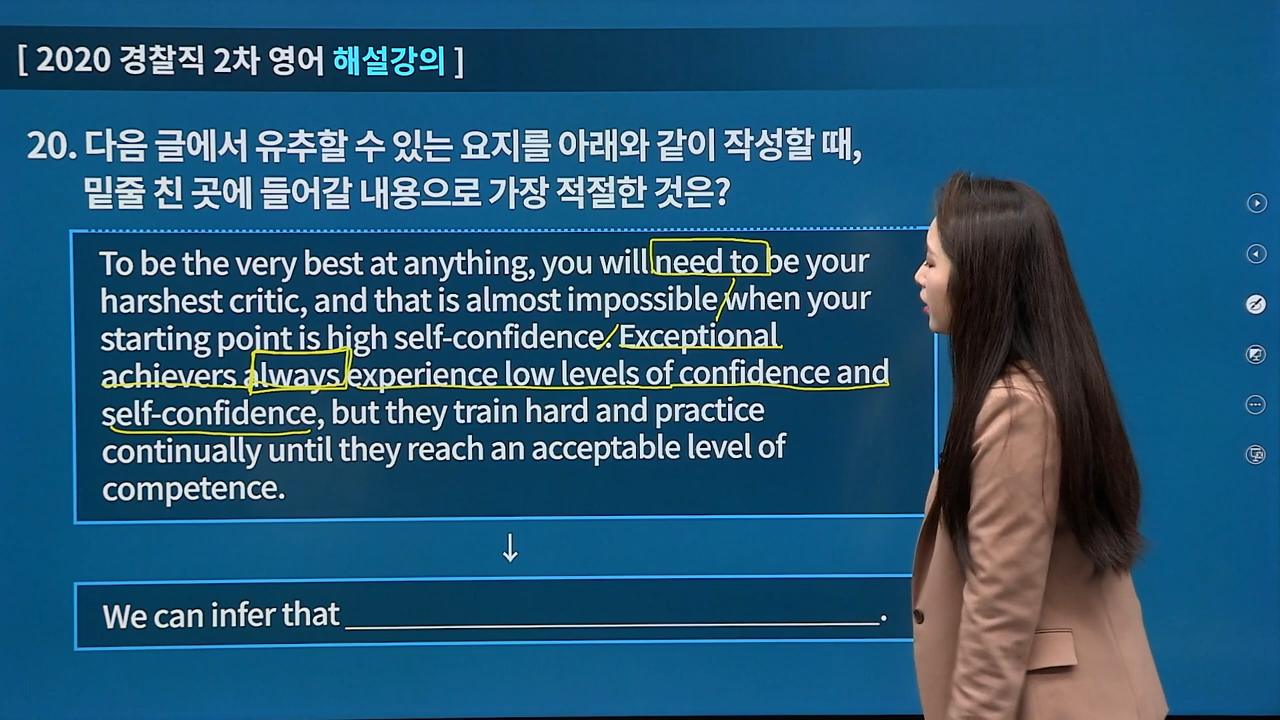 [ 2020 경찰직 2차 영어 해설강의 ]
20. 다음 글에서 유추할 수 있는 요지를 아래와 같이 작성할 때,
밑줄 친 곳에 들어갈 내용으로 가장 적절한 것은?
To be the very best at anything, you will need to be your
harshest critic, and that is almost impossible when your
starting point is high self-confidence. Exceptional
achievers always experience low levels of confidence and
self-confidence, but they train hard and practice
continually until they reach an acceptable level of
competence.
↓
We can infer that ______________________________.